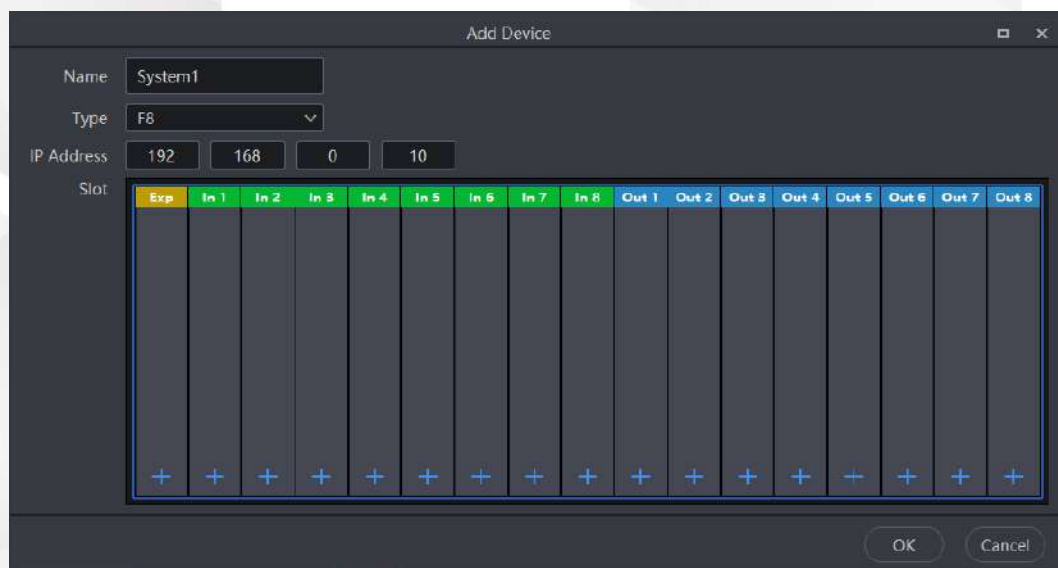 Add Device
Name System1
Type F8
IP Address 192 168 0 10
Slot
Exp In 1 In 2 In 3 In 4 In 5 In 6 In 7 In 8 Out 1 Out 2 Out 3 Out 4 Out 5 Out 6 Out 7 Out 8
OK Cancel